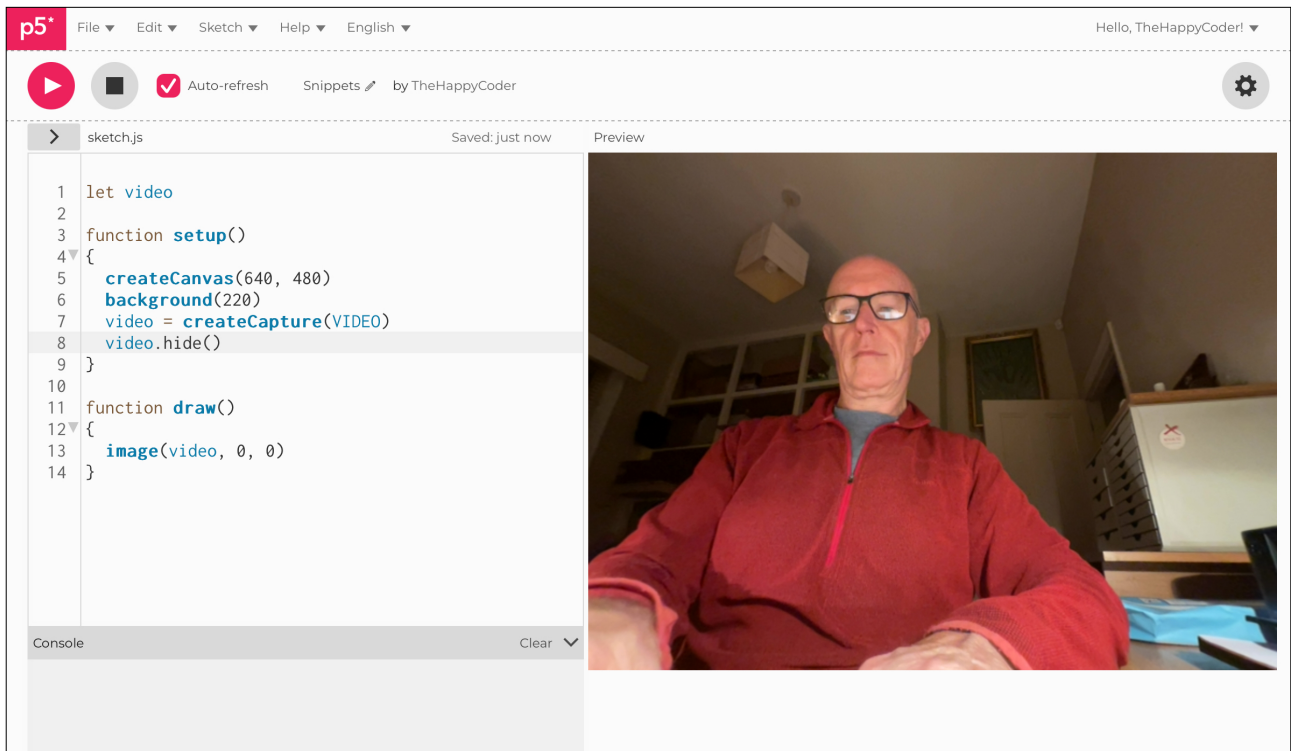 p5* File Edit Sketch Help English Hello, TheHappyCoder!
Auto-refresh Snippets by TheHappyCoder
sketch.js Saved: just now Preview
1 let video
2
3 function setup()
4 {
5 createCanvas(640, 480)
6 background(220)
7 video = createCapture(VIDEO)
8 video.hide()
9 }
10
11 function draw()
12 {
13 image(video, 0, 0)
14 }
Console Clear